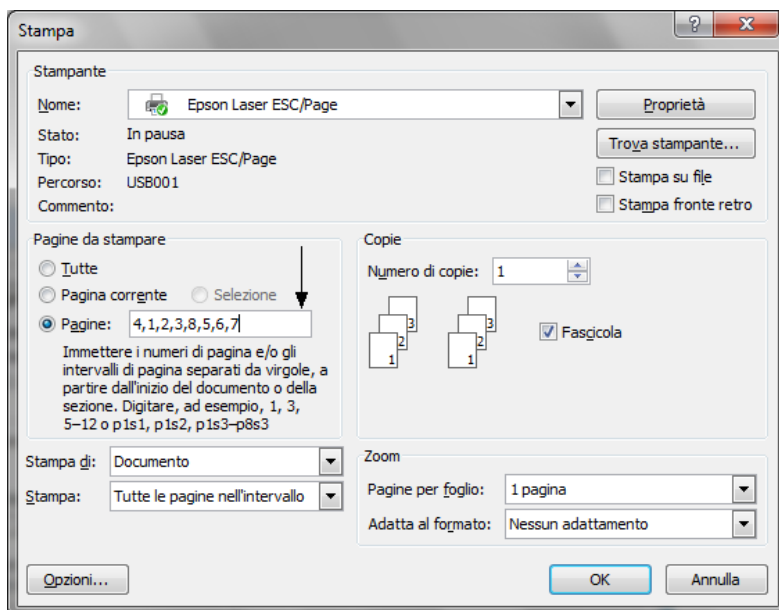 Stampa
Stampante
Nome: Epson Laser ESC/Page Proprietà
Stato: In pausa
Trova stampante...
Tipo: Epson Laser ESC/Page
Percorso: USB001 Stampa su file
Commento: Stampa fronte retro
Pagine da stampare
Tutte
Pagina corrente Selezione
Pagine: 4,1,2,3,8,5,6,7
Immettere i numeri di pagina e/o gli
intervalli di pagina separati da virgole, a
partire dall'inizio del documento o della
sezione. Digitare, ad esempio, 1, 3,
5–12 o p1s1, p1s2, p1s3–p8s3
Copie
Numero di copie: 1
3 3
2 2
1 1
Fascicola
Stampa di: Documento
Stampa: Tutte le pagine nell'intervallo
Zoom
Pagine per foglio: 1 pagina
Adatta al formato: Nessun adattamento
Opzioni... OK Annulla